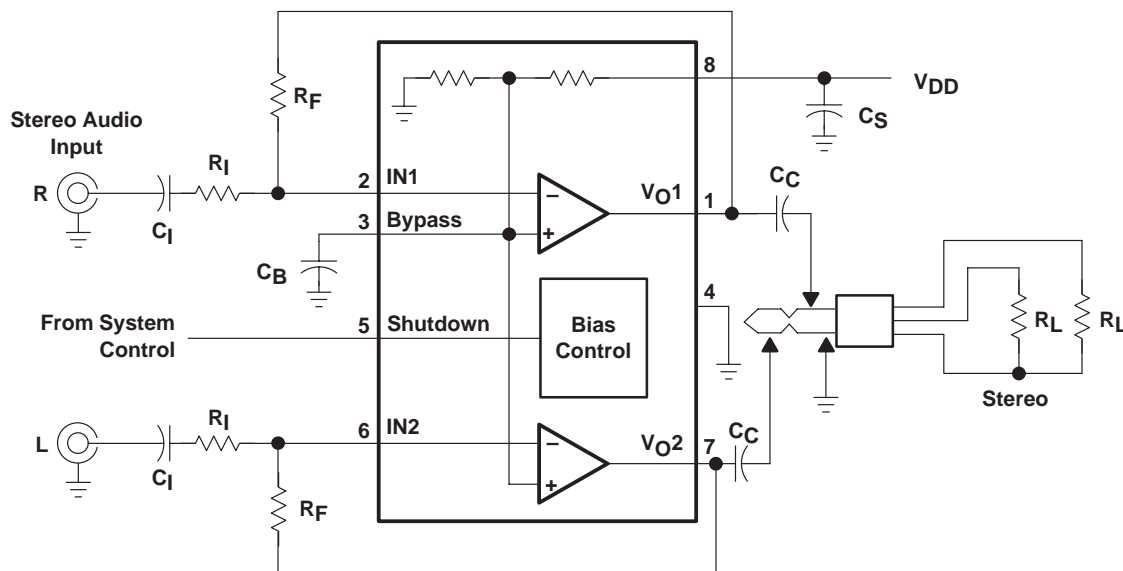 8
VDD
CS
RF
Stereo Audio
Input
R
CI
RI
2
IN1
3
Bypass
CB
−
+
VO1
1
CC
4
From System
Control
5
Shutdown
Bias
Control
RL
RL
Stereo
L
CI
RI
6
IN2
RF
−
+
VO2
7
CC